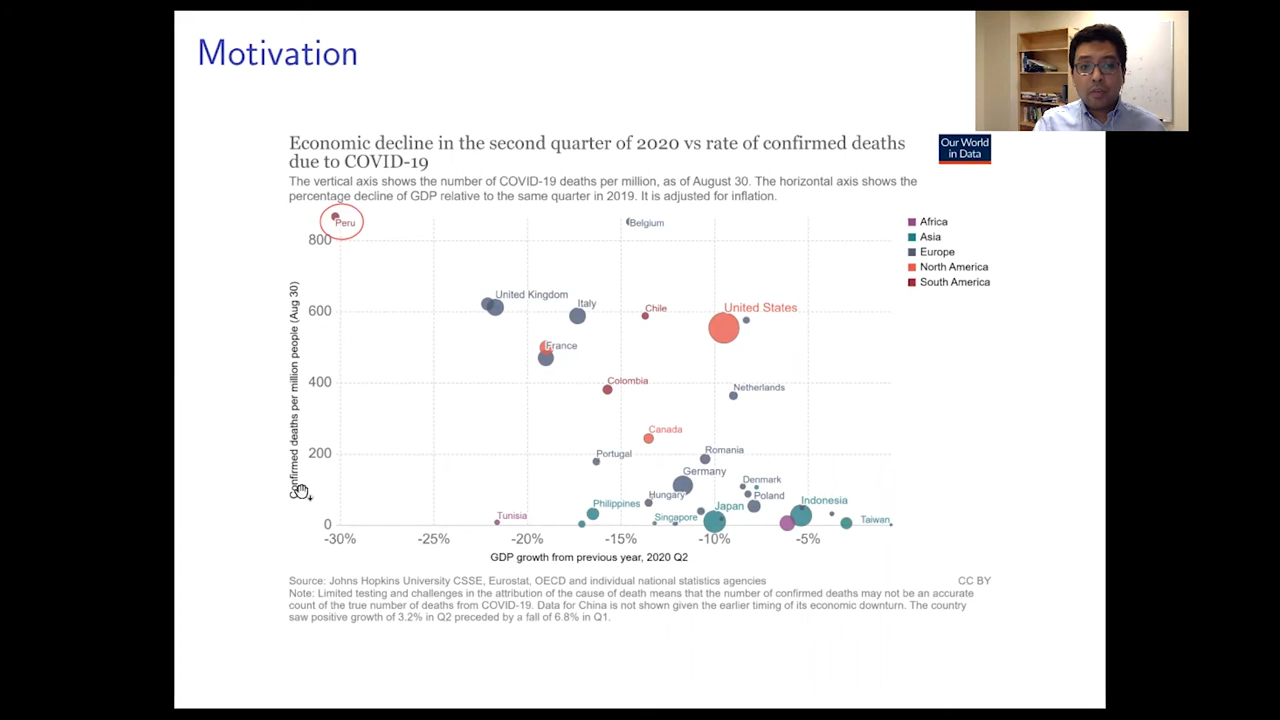 Motivation
Economic decline in the second quarter of 2020 vs rate of confirmed deaths
due to COVID-19
Our World
in Data
The vertical axis shows the number of COVID-19 deaths per million, as of August 30. The horizontal axis shows the
percentage decline of GDP relative to the same quarter in 2019. It is adjusted for inflation.
Peru
Belgium
Africa
Asia
Europe
North America
South America
800
United Kingdom
Italy
Chile
United States
600
France
Colombia
Netherlands
400
Canada
Portugal
Romania
200
Germany
Denmark
Hungary
Poland
Philippines
Japan
Indonesia
Tunisia
Singapore
Taiwan
0
Confirmed deaths per million people (Aug 30)
-30%
-25%
-20%
-15%
-10%
-5%
GDP growth from previous year, 2020 Q2
Source: Johns Hopkins University CSSE, Eurostat, OECD and individual national statistics agencies
CC BY
Note: Limited testing and challenges in the attribution of the cause of death means that the number of confirmed deaths may not be an accurate
count of the true number of deaths from COVID-19. Data for China is not shown given the earlier timing of its economic downturn. The country
saw positive growth of 3.2% in Q2 preceded by a fall of 6.8% in Q1.